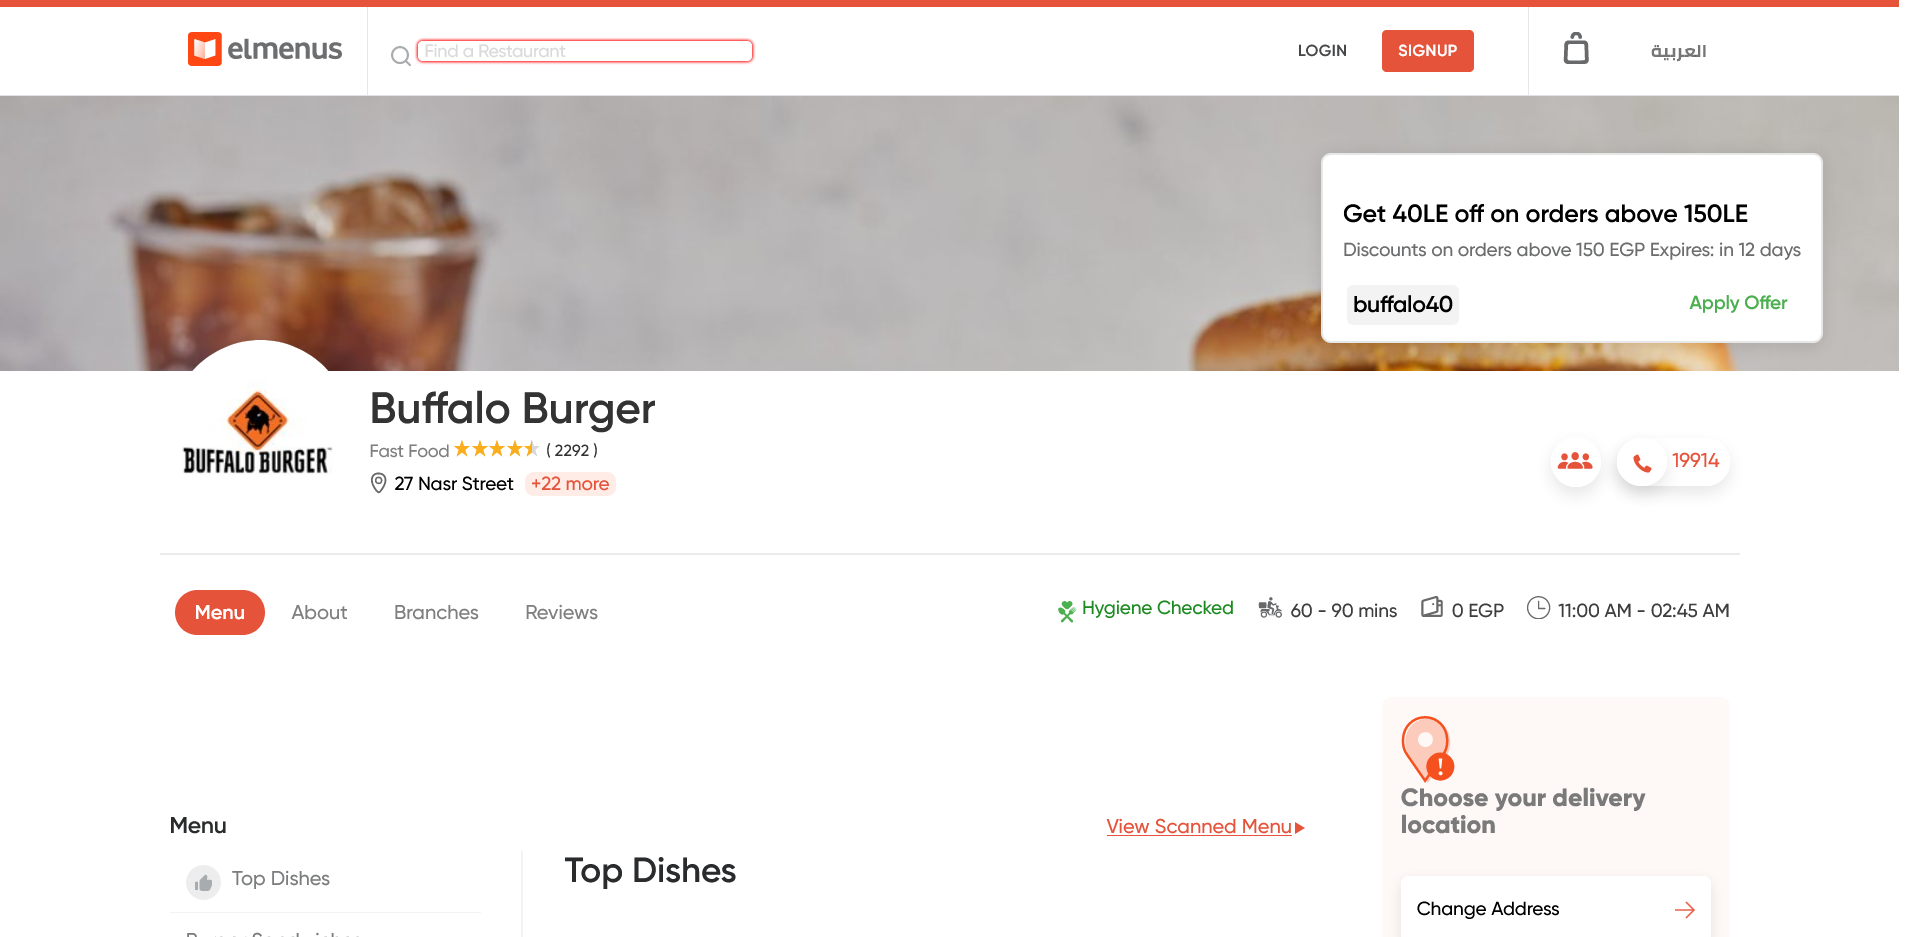 elmenus
Find a Restaurant
LOGIN
SIGNUP
العربية
Get 40LE off on orders above 150LE
Discounts on orders above 150 EGP Expires: in 12 days
buffalo40
Apply Offer
BUFFALO BURGER
Buffalo Burger
Fast Food ( 2292 )
27 Nasr Street +22 more
19914
Menu
About
Branches
Reviews
Hygiene Checked
60 - 90 mins
0 EGP
11:00 AM - 02:45 AM
Choose your delivery
location
Menu
View Scanned Menu
Top Dishes
Top Dishes
Change Address
Burger Sandwiches